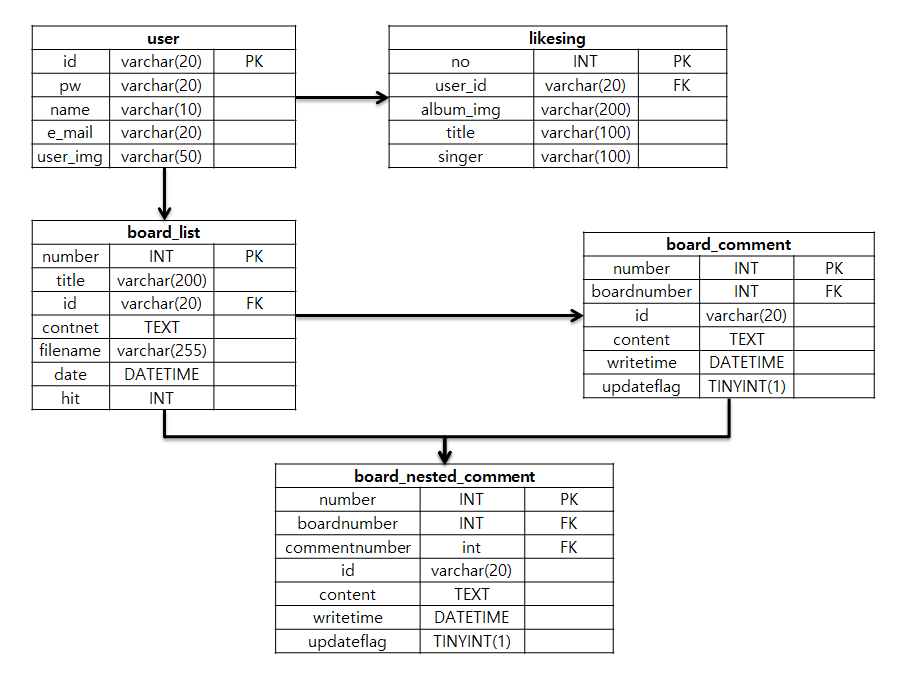 user
id varchar(20) PK
pw varchar(20)
name varchar(10)
e_mail varchar(20)
user_img varchar(50)
likesing
no INT PK
user_id varchar(20) FK
album_img varchar(200)
title varchar(100)
singer varchar(100)
board_list
number INT PK
title varchar(200)
id varchar(20) FK
contnet TEXT
filename varchar(255)
date DATETIME
hit INT
board_comment
number INT PK
boardnumber INT FK
id varchar(20)
content TEXT
writetime DATETIME
updateflag TINYINT(1)
board_nested_comment
number INT PK
boardnumber INT FK
commentnumber int FK
id varchar(20)
content TEXT
writetime DATETIME
updateflag TINYINT(1)